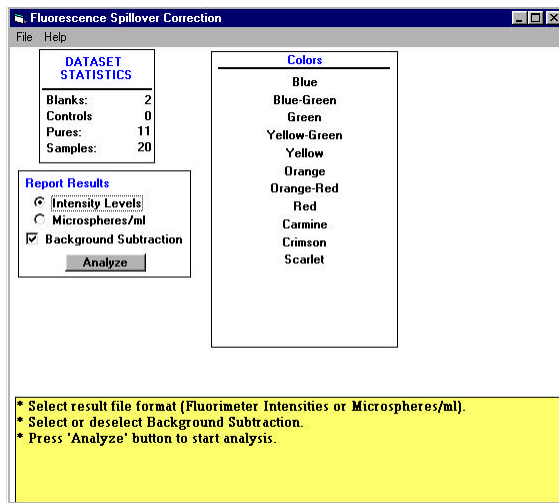 Fluorescence Spillover Correction
File Help
DATASET
STATISTICS
Blanks: 2
Controls 0
Pures: 11
Samples: 20
Report Results
Intensity Levels
Microspheres/ml
Background Subtraction
Analyze
Colors
Blue
Blue-Green
Green
Yellow-Green
Yellow
Orange
Orange-Red
Red
Carmine
Crimson
Scarlet
* Select result file format (Fluorimeter Intensities or Microspheres/ml).
* Select or deselect Background Subtraction.
* Press 'Analyze' button to start analysis.